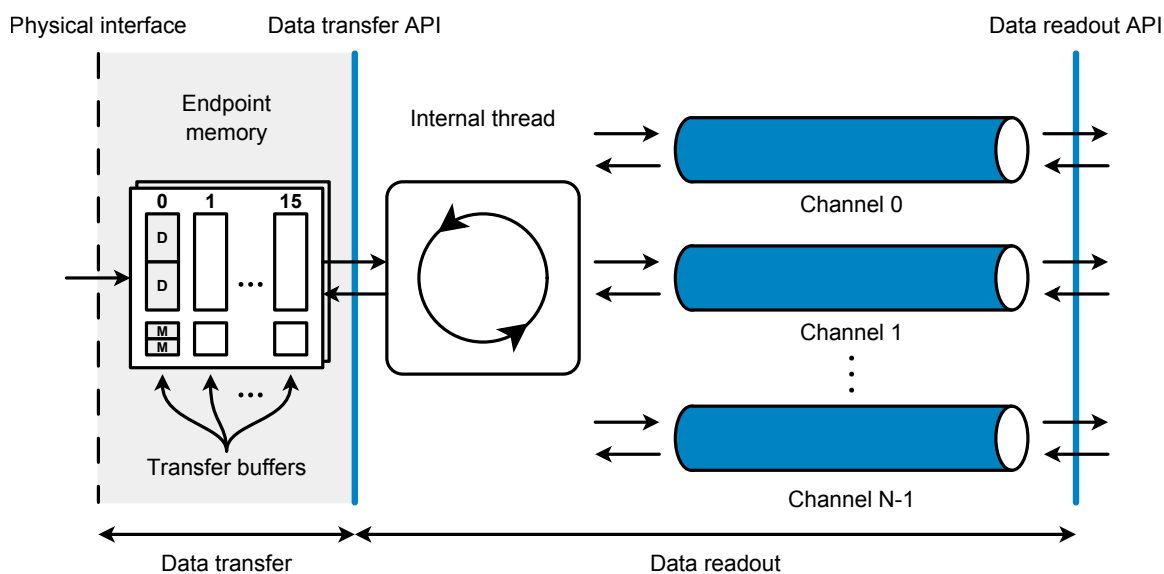 Physical interface
Data transfer API
Data readout API
Endpoint
memory
Internal thread
0 1 15
D
D
...
M
M
...
Transfer buffers
Channel 0
Channel 1
Channel N-1
Data transfer
Data readout